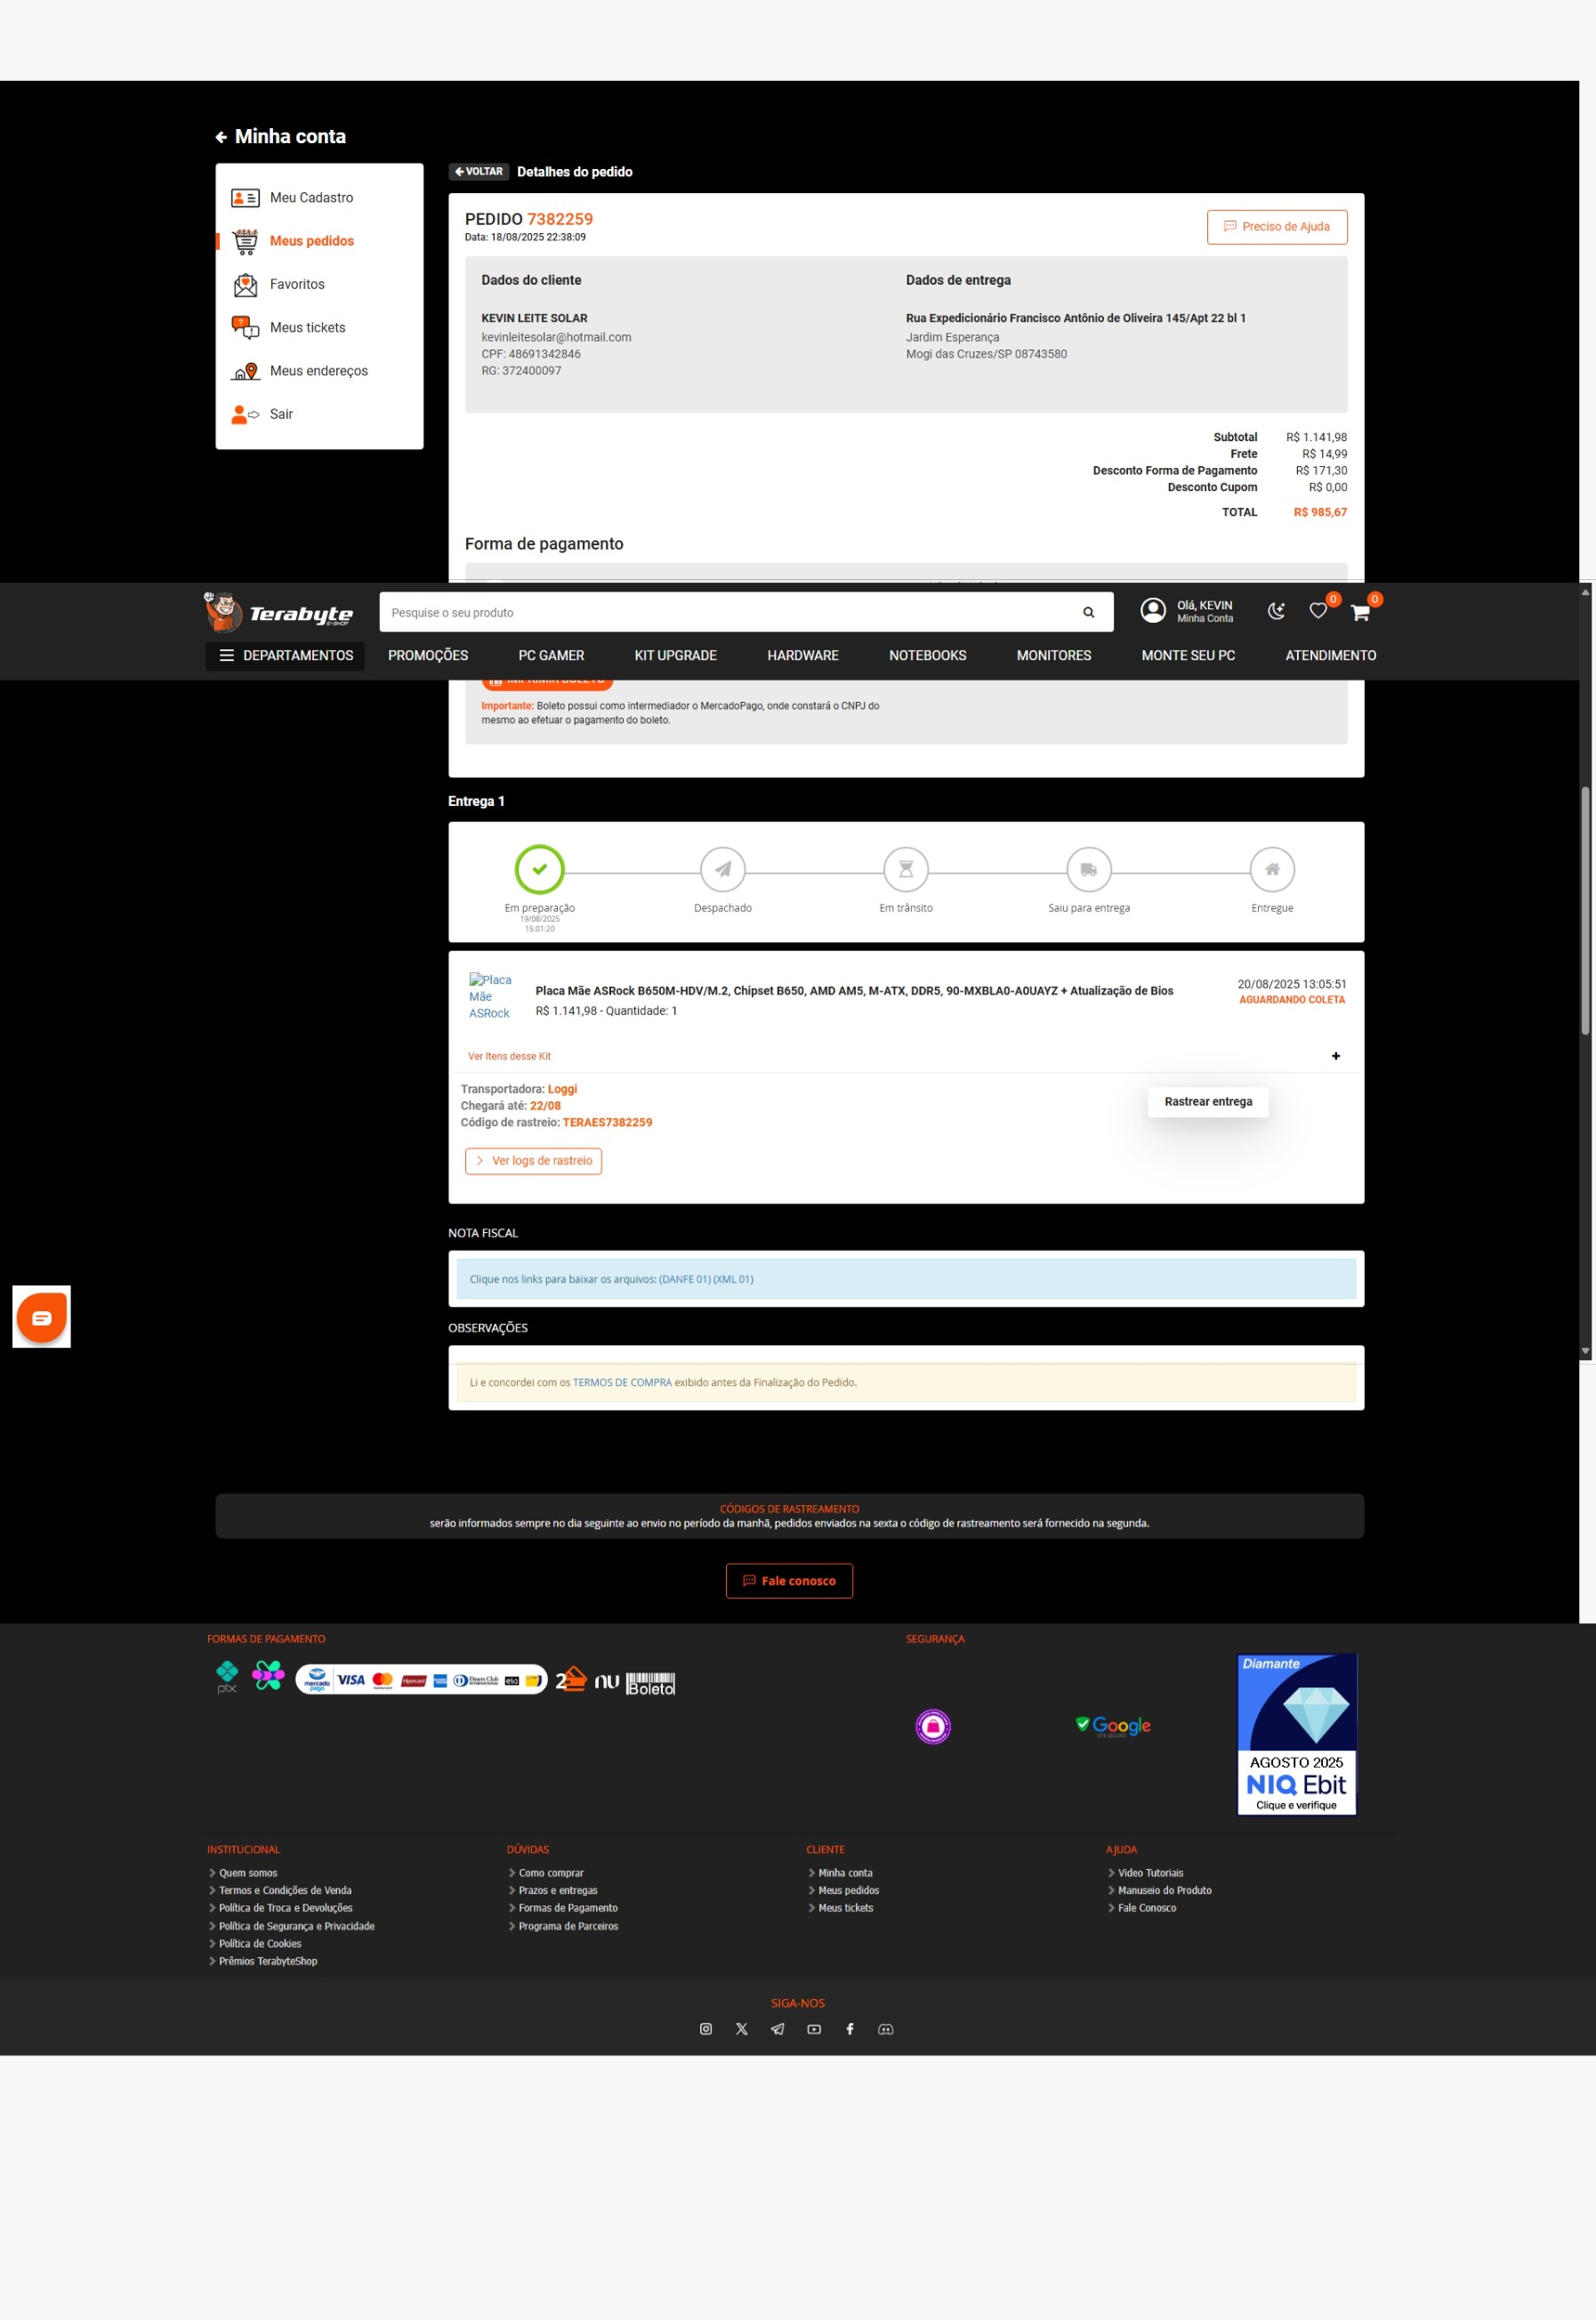 Minha conta
Meu Cadastro
Meus pedidos
Favoritos
Meus tickets
Meus endereços
Sair
VOLTAR Detalhes do pedido
PEDIDO 7382259
Data: 18/08/2025 22:38:09
Preciso de Ajuda
Dados do cliente
KEVIN LEITE SOLAR
kevinleitesolar@hotmail.com
CPF: 48691342846
RG: 372400097
Dados de entrega
Rua Expedicionário Francisco Antônio de Oliveira 145/Apt 22 bl 1
Jardim Esperança
Mogi das Cruzes/SP 08743580
Subtotal R$ 1.141,98
Frete R$ 14,99
Desconto Forma de Pagamento R$ 171,30
Desconto Cupom R$ 0,00
TOTAL R$ 985,67
Forma de pagamento
Terabyte
E-SHOP
Pesquise o seu produto
Olá, KEVIN
Minha Conta
0
0
DEPARTAMENTOS PROMOÇÕES PC GAMER KIT UPGRADE HARDWARE NOTEBOOKS MONITORES MONTE SEU PC ATENDIMENTO
IMPRIMIR BOLETO
Importante: Boleto possui como intermediador o MercadoPago, onde constará o CNPJ do
mesmo ao efetuar o pagamento do boleto.
Entrega 1
Em preparação
19/08/2025
15:01:20
Despachado
Em trânsito
Saiu para entrega
Entregue
Placa
Mãe
ASRock
Placa Mãe ASRock B650M-HDV/M.2, Chipset B650, AMD AM5, M-ATX, DDR5, 90-MXBLA0-A0UAYZ + Atualização de Bios
R$ 1.141,98 - Quantidade: 1
20/08/2025 13:05:51
AGUARDANDO COLETA
Ver Itens desse Kit
+
Transportadora: Loggi
Chegará até: 22/08
Código de rastreio: TERAES7382259
Rastrear entrega
Ver logs de rastreio
NOTA FISCAL
Clique nos links para baixar os arquivos: (DANFE 01) (XML 01)
OBSERVAÇÕES
Li e concordei com os TERMOS DE COMPRA exibido antes da Finalização do Pedido.
CÓDIGOS DE RASTREAMENTO
serão informados sempre no dia seguinte ao envio no período da manhã, pedidos enviados na sexta o código de rastreamento será fornecido na segunda.
Fale conosco
FORMAS DE PAGAMENTO
pix
mercado pago
VISA
Hipercard
Diners Club
INTERNATIONAL
elo
2
nu
Boleto
SEGURANÇA
Google
SITE SEGURO
Diamante
AGOSTO 2025
NIQ Ebit
Clique e verifique
INSTITUCIONAL
Quem somos
Termos e Condições de Venda
Política de Troca e Devoluções
Política de Segurança e Privacidade
Política de Cookies
Prêmios TerabyteShop
DÚVIDAS
Como comprar
Prazos e entregas
Formas de Pagamento
Programa de Parceiros
CLIENTE
Minha conta
Meus pedidos
Meus tickets
AJUDA
Video Tutoriais
Manuseio do Produto
Fale Conosco
SIGA-NOS